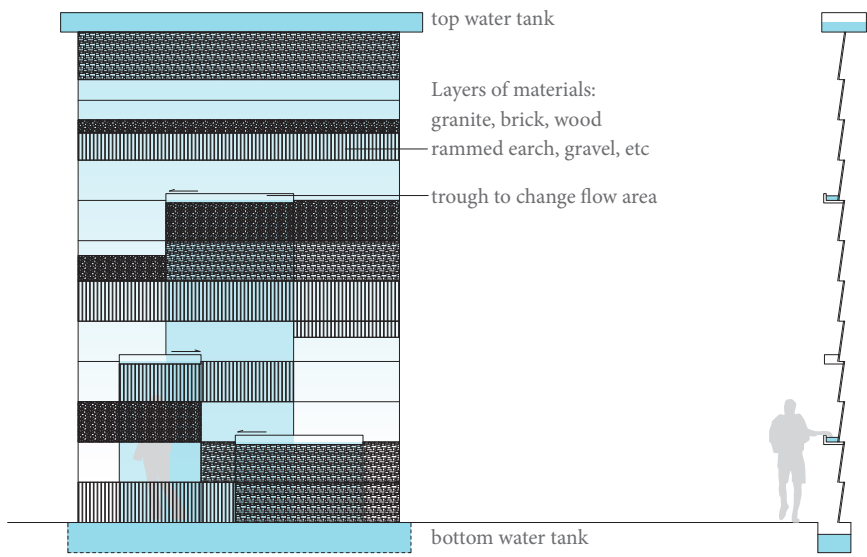 top water tank
Layers of materials:
granite, brick, wood
rammed earch, gravel, etc
trough to change flow area
bottom water tank